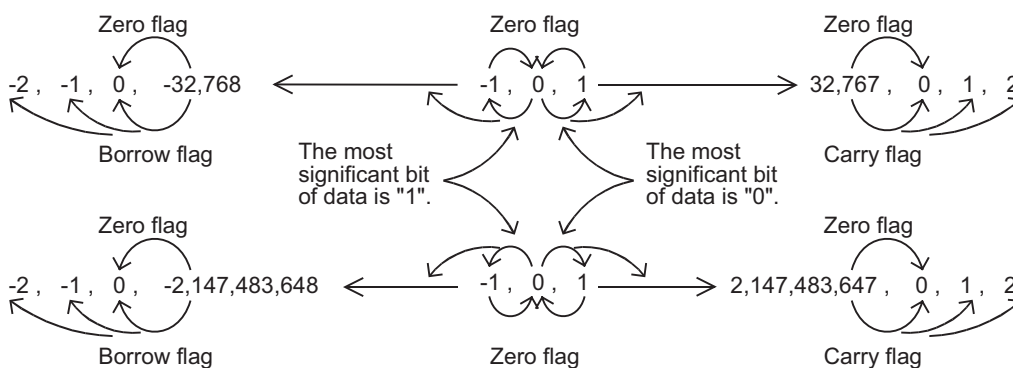 Zero flag Zero flag Zero flag
-2 , -1 , 0 , -32,768 -1 , 0 , 1 32,767 , 0 , 1 , 2
Borrow flag Carry flag
The most
significant bit
of data is "1".
The most
significant bit
of data is "0".
Zero flag Zero flag
-2 , -1 , 0 , -2,147,483,648 -1 , 0 , 1 2,147,483,647 , 0 , 1 , 2
Borrow flag Zero flag Carry flag